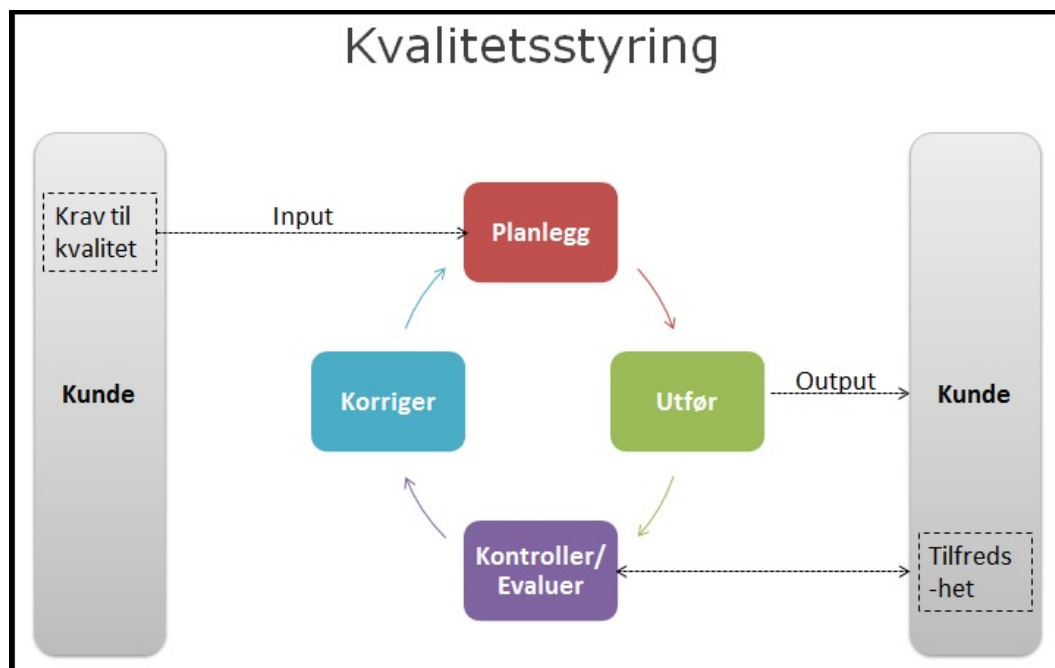 Kvalitetsstyring
Krav til
kvalitet
Input
Planlegg
Kunde
Korriger
Utfør
Output
Kunde
Kontroller/
Evaluer
Tilfreds
-het